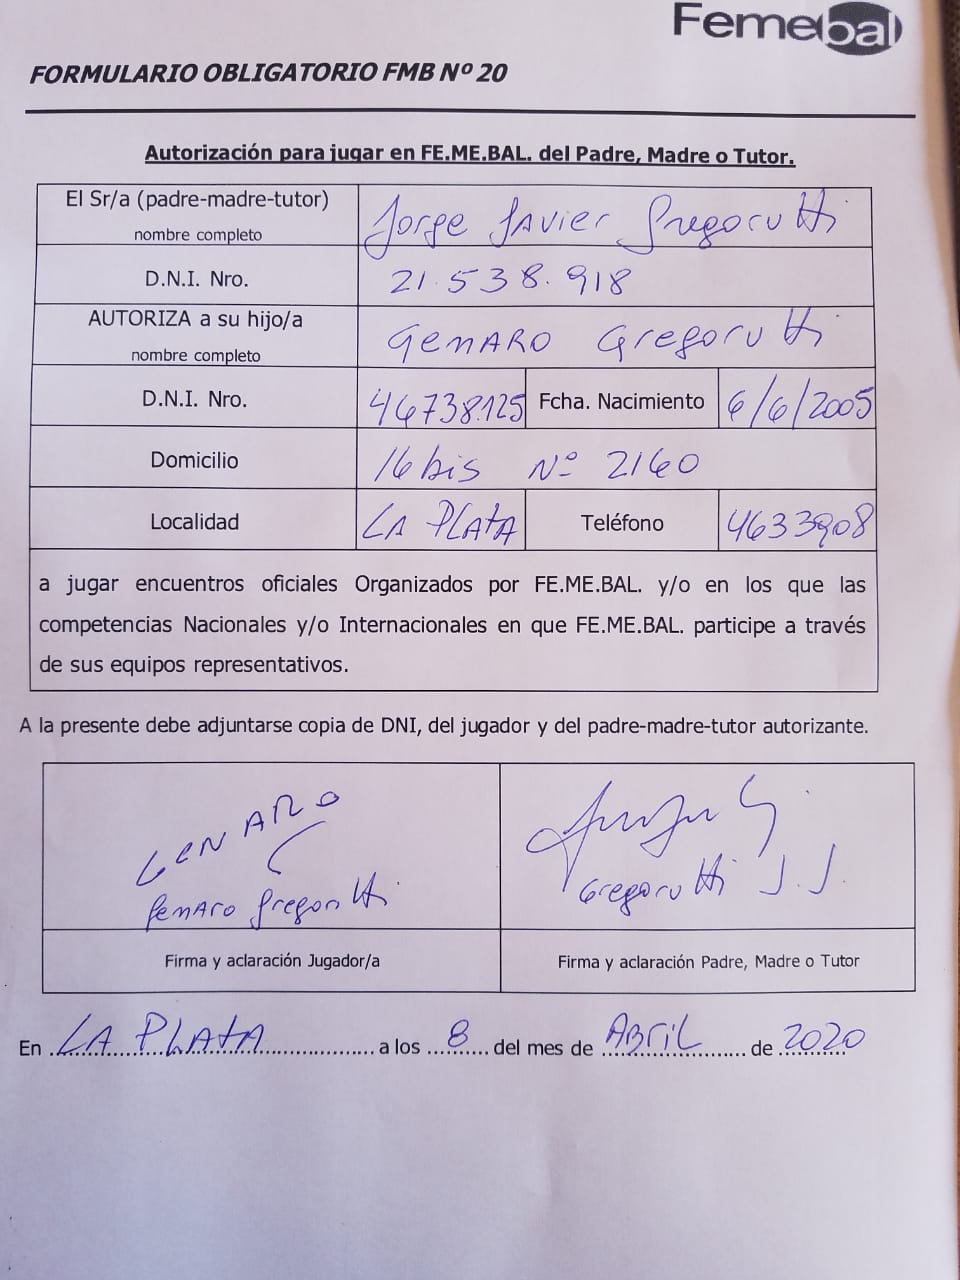 Femebal
FORMULARIO OBLIGATORIO FMB Nº 20
Autorización para jugar en FE.ME.BAL. del Padre, Madre o Tutor.
El Sr/a (padre-madre-tutor)
nombre completo
Jorge Javier Gregorutti
D.N.I. Nro.
21.538.918
AUTORIZA a su hijo/a
nombre completo
GENARO Gregorutti
D.N.I. Nro.
46738.125
Fcha. Nacimiento
6/6/2005
Domicilio
16 bis Nº 2160
Localidad
LA PLATA
Teléfono
4633908
a jugar encuentros oficiales Organizados por FE.ME.BAL. y/o en los que las
competencias Nacionales y/o Internacionales en que FE.ME.BAL. participe a través
de sus equipos representativos.
A la presente debe adjuntarse copia de DNI, del jugador y del padre-madre-tutor autorizante.
GENARO
Genaro Gregorutti
Gregorutti J.J.
Firma y aclaración Jugador/a
Firma y aclaración Padre, Madre o Tutor
En LA PLATA a los 8 del mes de ABRIL de 2020